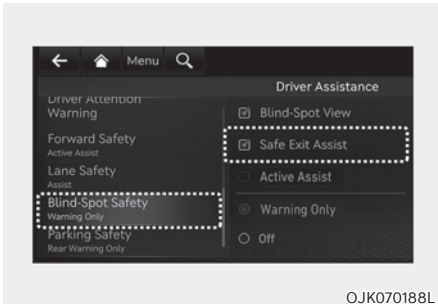 Menu
Driver Assistance
Driver Attention
Warning
Forward Safety
Active Assist
Lane Safety
Assist
Blind-Spot Safety
Warning Only
Parking Safety
Rear Warning Only
Blind-Spot View
Safe Exit Assist
Active Assist
Warning Only
Off
OJK070188L